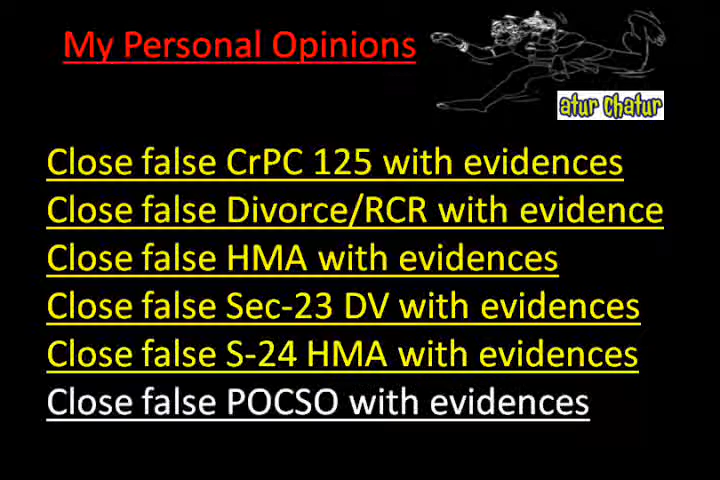 My Personal Opinions
atur Chatur
Close false CrPC 125 with evidences
Close false Divorce/RCR with evidence
Close false HMA with evidences
Close false Sec-23 DV with evidences
Close false S-24 HMA with evidences
Close false POCSO with evidences